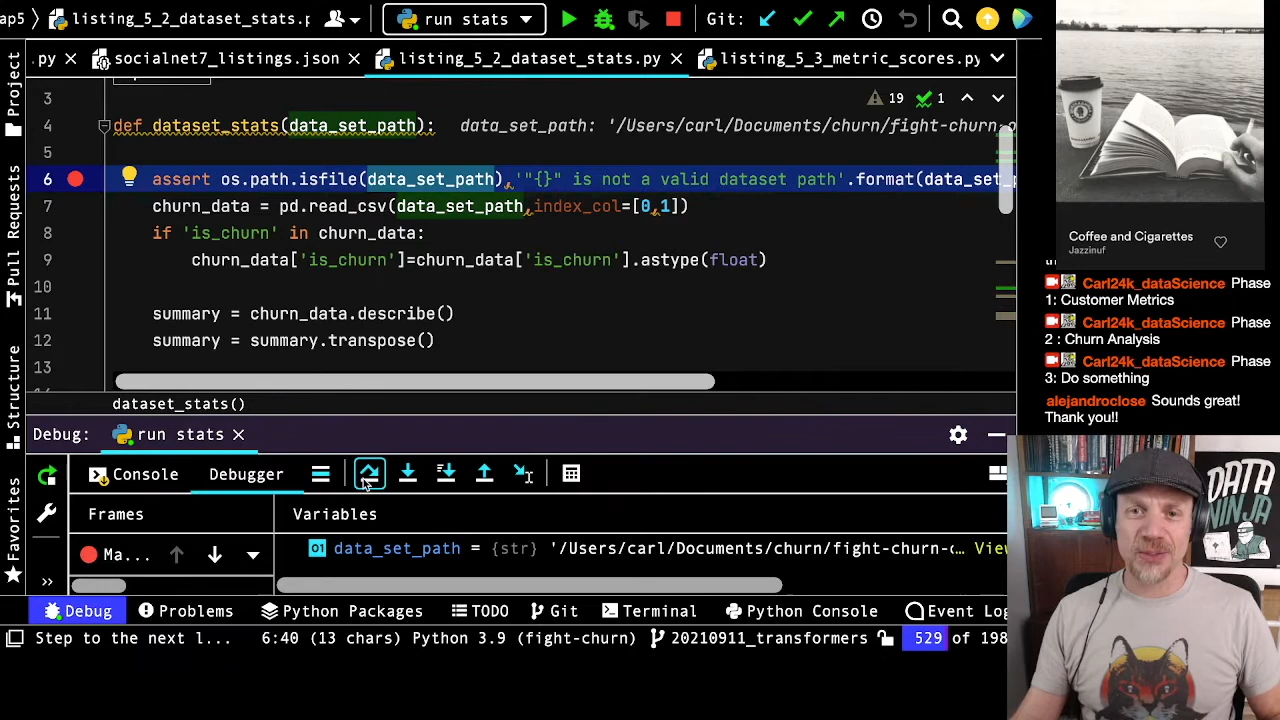 ap5
listing_5_2_dataset_stats.p
run stats
Git:
.py
socialnet7_listings.json
listing_5_2_dataset_stats.py
listing_5_3_metric_scores.py
Project
Pull Requests
Structure
Favorites
19
1
3
4 def dataset_stats(data_set_path): data_set_path: '/Users/carl/Documents/churn/fight-churn-o
5
6 assert os.path.isfile(data_set_path),'"{}" is not a valid dataset path'.format(data_set_p
7 churn_data = pd.read_csv(data_set_path,index_col=[0,1])
8 if 'is_churn' in churn_data:
9 churn_data['is_churn']=churn_data['is_churn'].astype(float)
10
11 summary = churn_data.describe()
12 summary = summary.transpose()
13
dataset_stats()
Debug:
run stats
Console
Debugger
Frames
Variables
Ma...
01 data_set_path = {str} '/Users/carl/Documents/churn/fight-churn-c… View
Debug
Problems
Python Packages
TODO
Git
Terminal
Python Console
Event Log
Step to the next l...
6:40 (13 chars)
Python 3.9 (fight-churn)
20210911_transformers
529 of 198
Coffee and Cigarettes
Jazzinuf
Carl24k_dataScience Phase
1: Customer Metrics
Carl24k_dataScience Phase
2 : Churn Analysis
Carl24k_dataScience Phase
3: Do something
alejandroclose Sounds great!
Thank you!!
DATA
NINJA